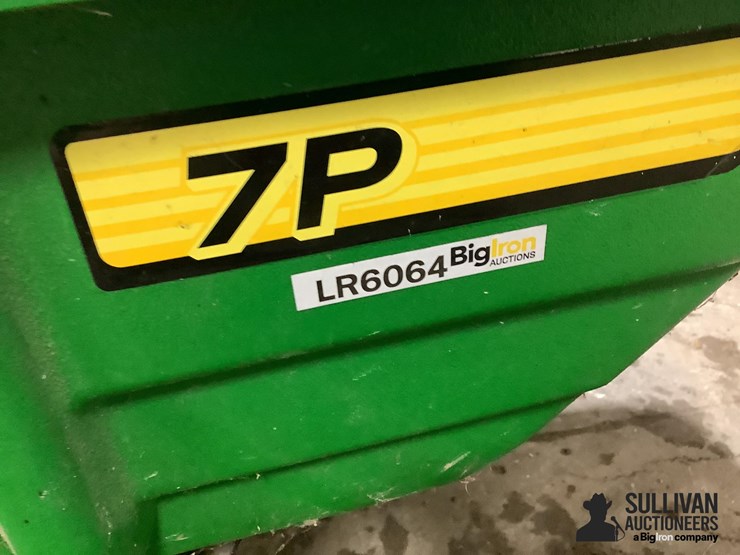 7P
LR6064 BigIron
AUCTIONS
SULLIVAN
AUCTIONEERS
a BigIron company